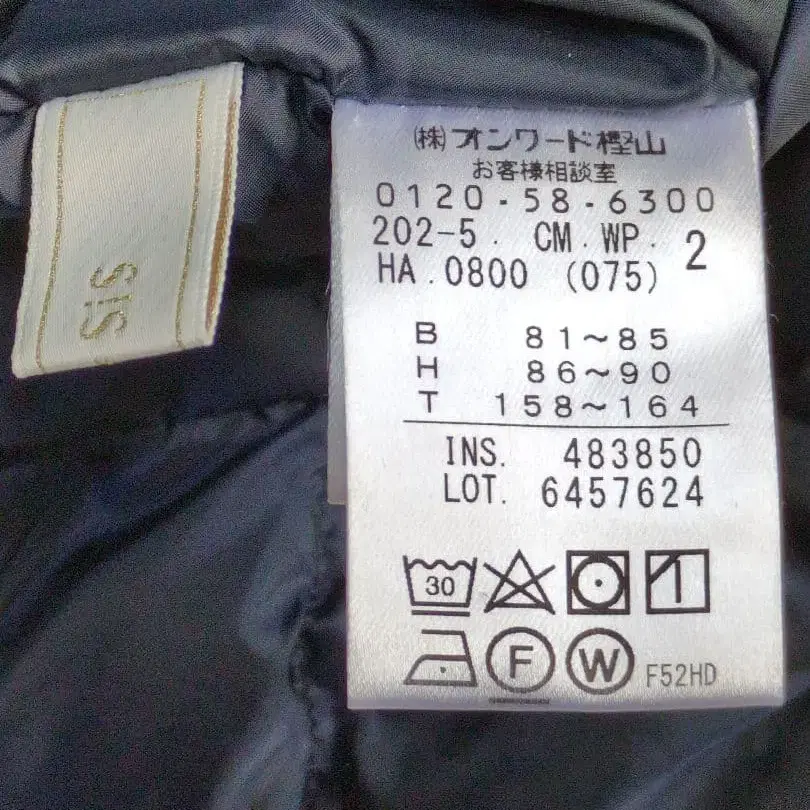 SiS
(株)オンワード樫山
お客様相談室
0120-58-6300
202-5. CM.WP. 2
HA.0800 (075)
B 81~85
H 86~90
T 158~164
INS. 483850
LOT. 6457624
30
F W F52HD